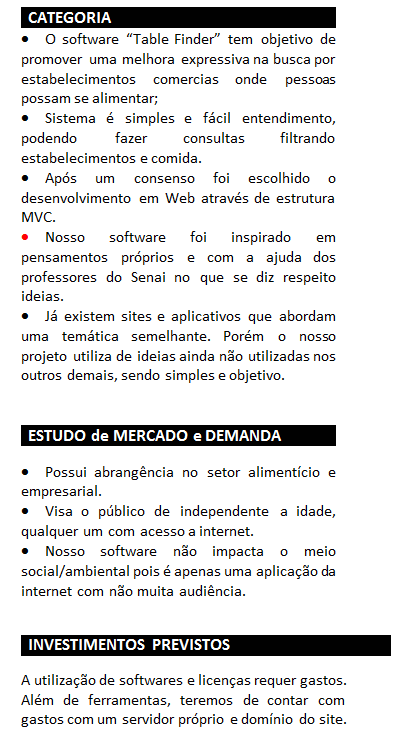 CATEGORIA
• O software “Table Finder” tem objetivo de
promover uma melhora expressiva na busca por
estabelecimentos comercias onde pessoas
possam se alimentar;
• Sistema é simples e fácil entendimento,
podendo fazer consultas filtrando
estabelecimentos e comida.
• Após um consenso foi escolhido o
desenvolvimento em Web através de estrutura
MVC.
• Nosso software foi inspirado em
pensamentos próprios e com a ajuda dos
professores do Senai no que se diz respeito
ideias.
• Já existem sites e aplicativos que abordam
uma temática semelhante. Porém o nosso
projeto utiliza de ideias ainda não utilizadas nos
outros demais, sendo simples e objetivo.
ESTUDO de MERCADO e DEMANDA
• Possui abrangência no setor alimentício e
empresarial.
• Visa o público de independente a idade,
qualquer um com acesso a internet.
• Nosso software não impacta o meio
social/ambiental pois é apenas uma aplicação da
internet com não muita audiência.
INVESTIMENTOS PREVISTOS
A utilização de softwares e licenças requer gastos.
Além de ferramentas, teremos de contar com
gastos com um servidor próprio e domínio do site.